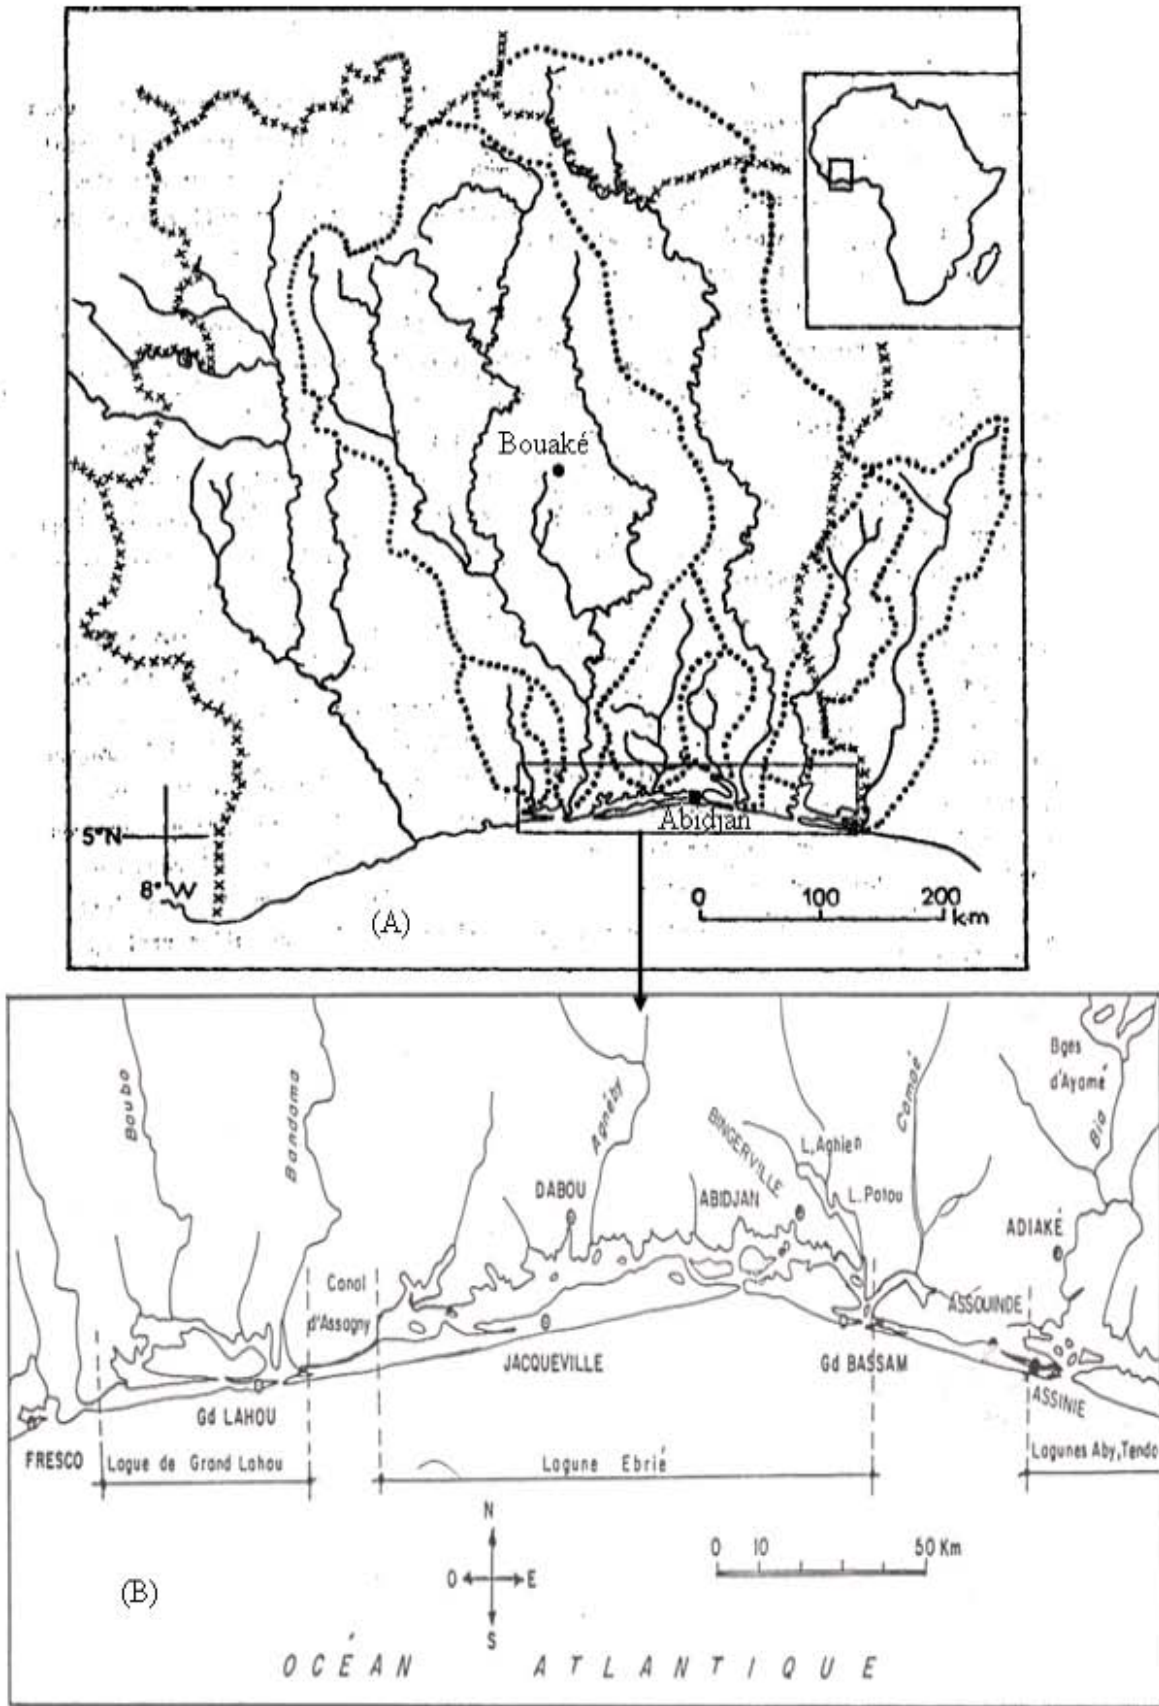 Bouaké
Abidjan
5°N
8° W
0 100 200
km
(A)
Boubo
Bandama
Agnéby
BINGERVILLE
L. Aghien
Comoé
Bges
d'Ayamé
Bia
DABOU
ABIDJAN
L. Potou
ADIAKÉ
Canal
d'Assagny
ASSOUINDE
JACQUEVILLE
Gd BASSAM
Gd LAHOU
ASSINIE
FRESCO
Lague de Grand Lahou
Lagune Ebrié
Lagunes Aby, Tendo
N
O E
S
0 10 50 Km
(B)
OCÉAN ATLANTIQUE